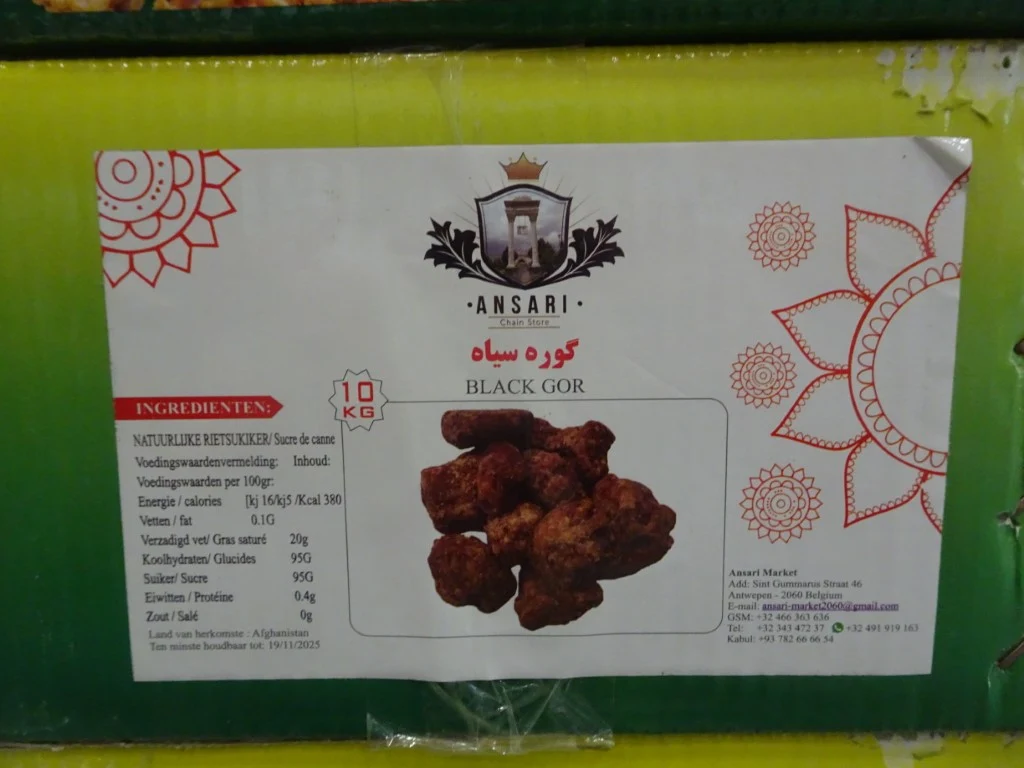 ANSARI
Chain Store
گوره سیاه
BLACK GOR
10 KG
INGREDIENTEN:
NATUURLIJKE RIETSUKIKER/ Sucre de canne
Voedingswaardenvermelding: Inhoud:
Voedingswaarden per 100gr:
Energie / calories [kj 16/kj5 /Kcal 380
Vetten / fat 0.1G
Verzadigd vet/ Gras saturé 20g
Koolhydraten/ Glucides 95G
Suiker/ Sucre 95G
Eiwitten / Protéine 0.4g
Zout / Salé 0g
Land van herkomste : Afghanistan
Ten minste houdbaar tot: 19/11/2025
Ansari Market
Add: Sint Gummarus Straat 46
Antwepen - 2060 Belgium
E-mail: ansari-market2060@gmail.com
GSM: +32 466 363 636
Tel: +32 343 472 37 +32 491 919 163
Kabul: +93 782 66 66 54